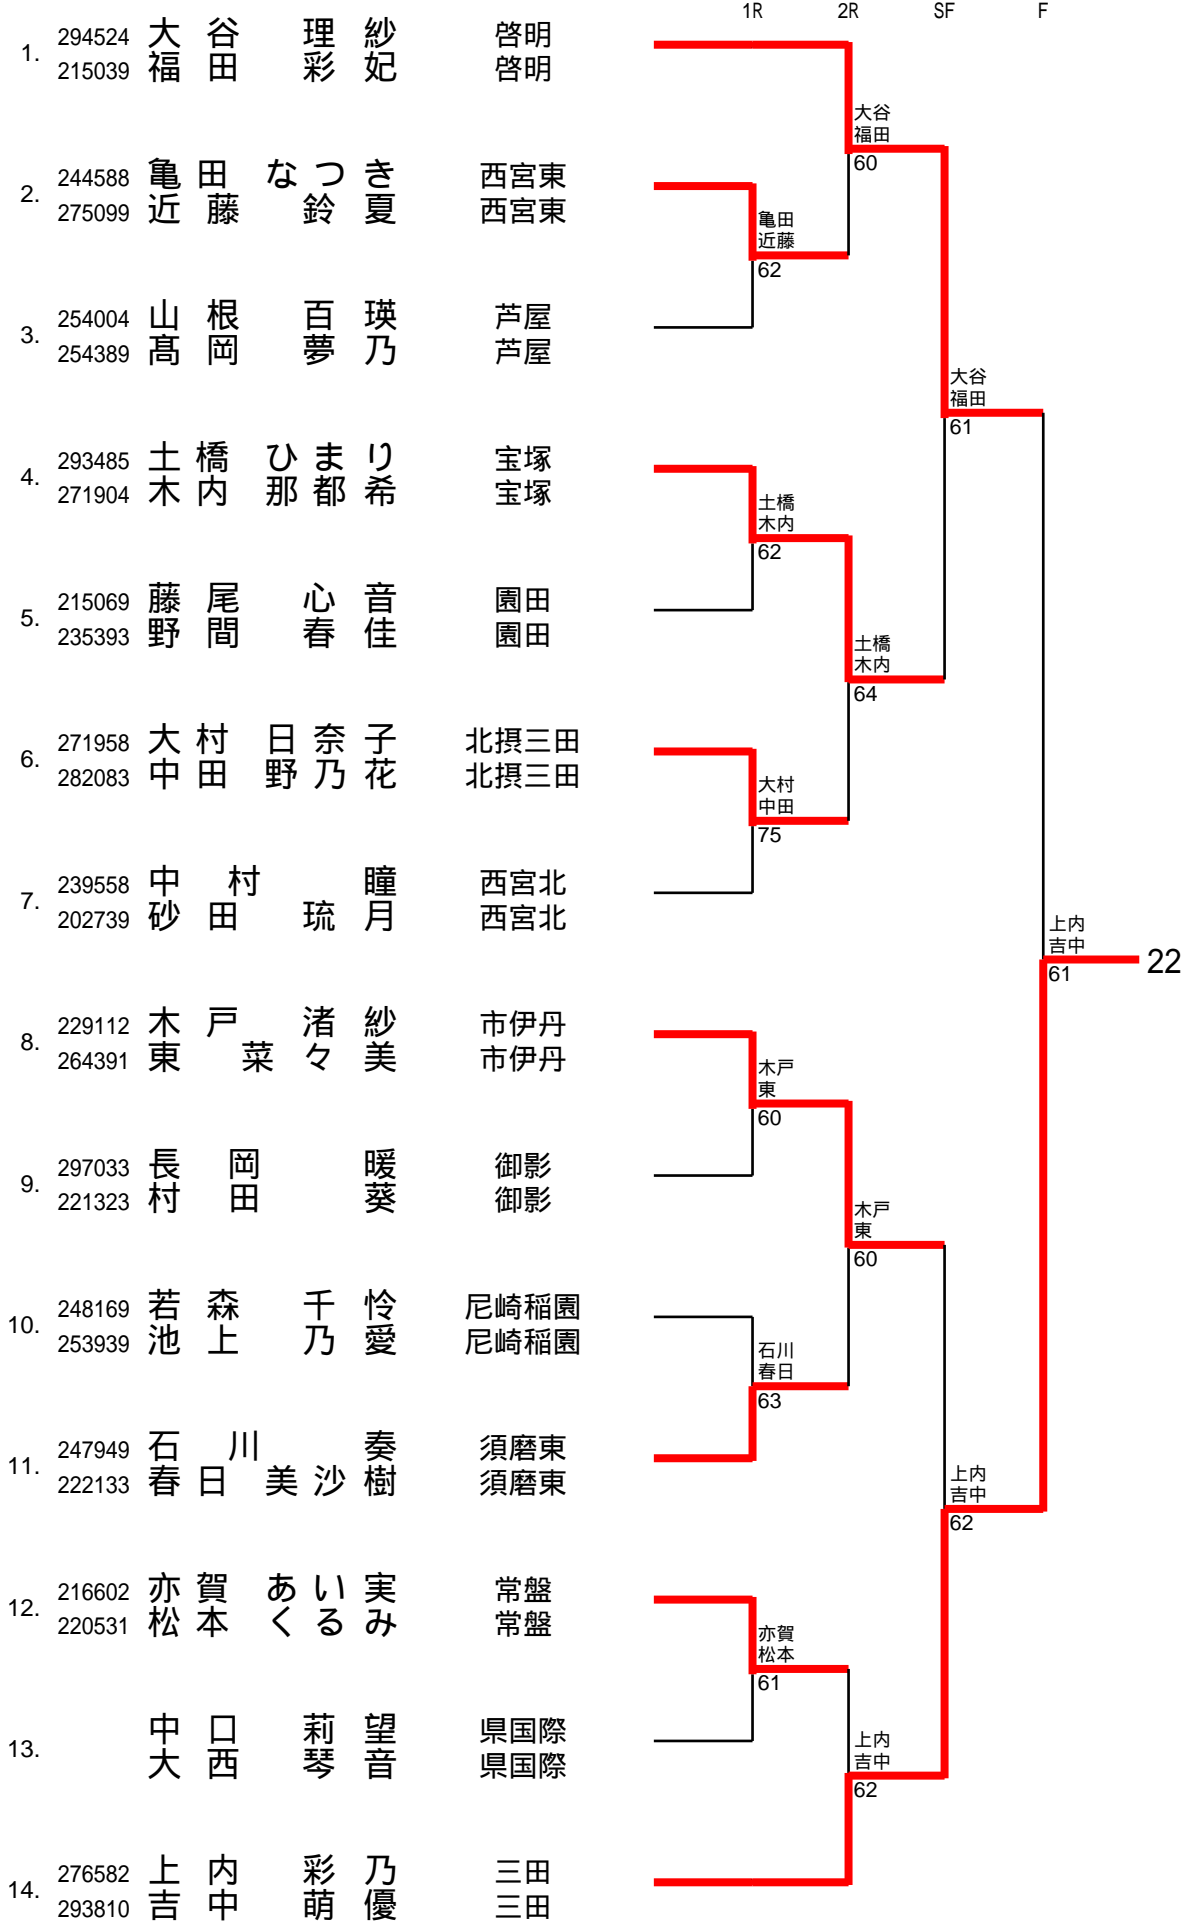 1R 2R SF F
1. 294524 大谷 理紗 啓明
215039 福田 彩妃 啓明
大谷
福田
60
2. 244588 亀田 なつき 西宮東
275099 近藤 鈴夏 西宮東
亀田
近藤
62
3. 254004 山根 百瑛 芦屋
254389 髙岡 夢乃 芦屋
大谷
福田
61
4. 293485 土橋 ひまり 宝塚
271904 木内 那都希 宝塚
土橋
木内
62
5. 215069 藤尾 心音 園田
235393 野間 春佳 園田
土橋
木内
64
6. 271958 大村 日奈子 北摂三田
282083 中田 野乃花 北摂三田
大村
中田
75
7. 239558 中村 瞳 西宮北
202739 砂田 琉月 西宮北
上内
吉中
61
22
8. 229112 木戸 渚紗 市伊丹
264391 東 菜々美 市伊丹
木戸
東
60
9. 297033 長岡 暖 御影
221323 村田 葵 御影
木戸
東
60
10. 248169 若森 千怜 尼崎稲園
253939 池上 乃愛 尼崎稲園
石川
春日
63
11. 247949 石川 奏 須磨東
222133 春日 美沙樹 須磨東
上内
吉中
62
12. 216602 亦賀 あい実 常盤
220531 松本 くるみ 常盤
亦賀
松本
61
13. 中口 莉望 県国際
大西 琴音 県国際
上内
吉中
62
14. 276582 上内 彩乃 三田
293810 吉中 萌優 三田